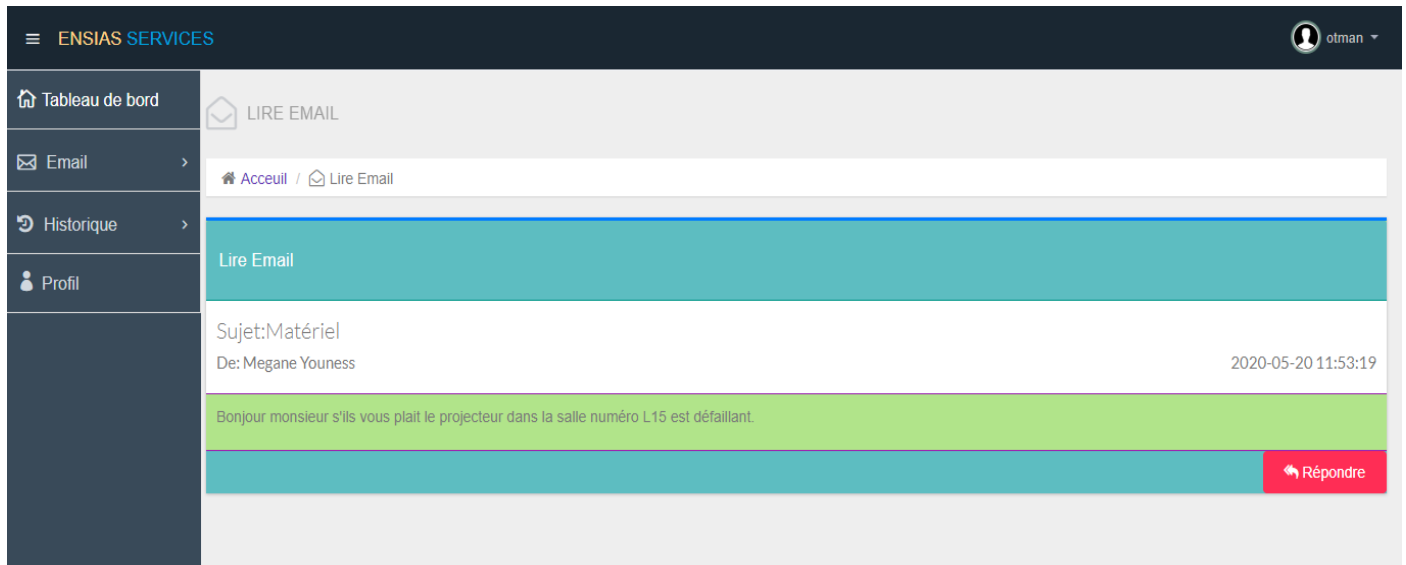 ENSIAS SERVICES
otman
Tableau de bord
Email
Historique
Profil
LIRE EMAIL
Acceuil / Lire Email
Lire Email
Sujet:Matériel
De: Megane Youness 2020-05-20 11:53:19
Bonjour monsieur s'ils vous plait le projecteur dans la salle numéro L15 est défaillant.
Répondre